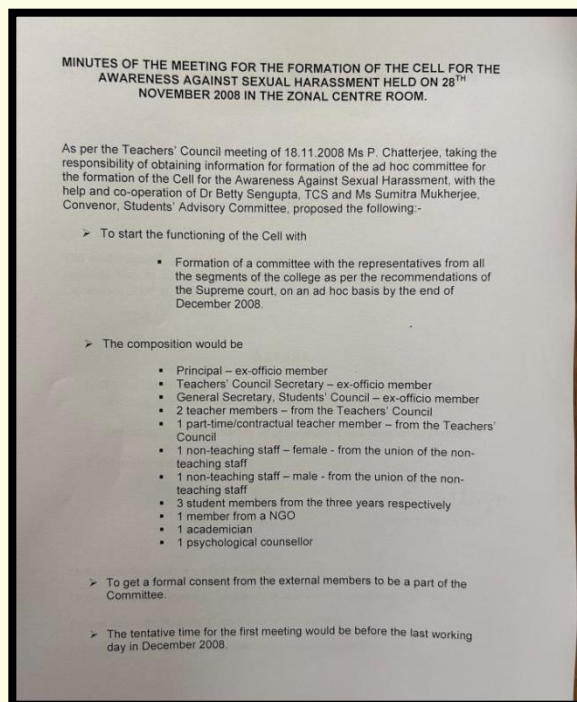 MINUTES OF THE MEETING FOR THE FORMATION OF THE CELL FOR THE
AWARENESS AGAINST SEXUAL HARASSMENT HELD ON 28TH
NOVEMBER 2008 IN THE ZONAL CENTRE ROOM.
As per the Teachers' Council meeting of 18.11.2008 Ms P. Chatterjee, taking the
responsibility of obtaining information for formation of the ad hoc committee for
the formation of the Cell for the Awareness Against Sexual Harassment, with the
help and co-operation of Dr Betty Sengupta, TCS and Ms Sumitra Mukherjee,
Convenor, Students' Advisory Committee, proposed the following:-
➢ To start the functioning of the Cell with
▪ Formation of a committee with the representatives from all
the segments of the college as per the recommendations of
the Supreme court, on an ad hoc basis by the end of
December 2008.
➢ The composition would be
▪ Principal – ex-officio member
▪ Teachers' Council Secretary – ex-officio member
▪ General Secretary, Students' Council – ex-officio member
▪ 2 teacher members – from the Teachers' Council
▪ 1 part-time/contractual teacher member – from the Teachers'
Council
▪ 1 non-teaching staff – female - from the union of the non-
teaching staff
▪ 1 non-teaching staff – male - from the union of the non-
teaching staff
▪ 3 student members from the three years respectively
▪ 1 member from a NGO
▪ 1 academician
▪ 1 psychological counsellor
➢ To get a formal consent from the external members to be a part of the
Committee.
➢ The tentative time for the first meeting would be before the last working
day in December 2008.